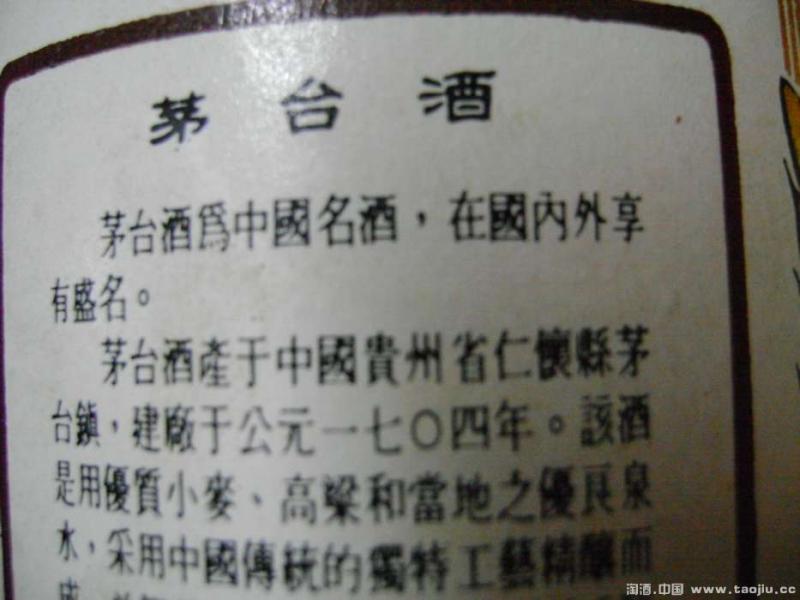 茅台酒
茅台酒爲中國名酒，在國內外享
有盛名。
茅台酒產于中國貴州省仁懷縣茅
台鎮，建廠于公元一七〇四年。該酒
是用優質小麥、高粱和當地之優良泉
水，采用中國傳統的獨特工藝精釀而
淘酒.中国 www.taojiu.cc